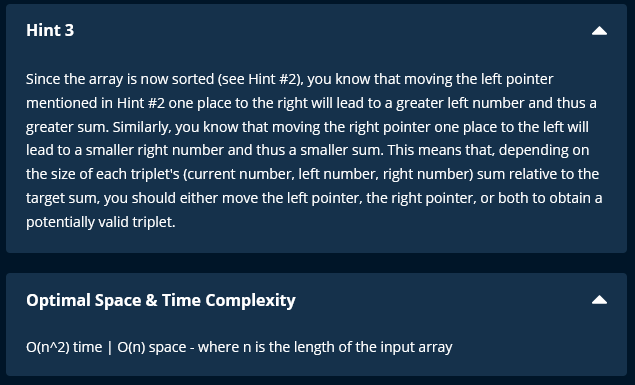 Hint 3
Since the array is now sorted (see Hint #2), you know that moving the left pointer
mentioned in Hint #2 one place to the right will lead to a greater left number and thus a
greater sum. Similarly, you know that moving the right pointer one place to the left will
lead to a smaller right number and thus a smaller sum. This means that, depending on
the size of each triplet's (current number, left number, right number) sum relative to the
target sum, you should either move the left pointer, the right pointer, or both to obtain a
potentially valid triplet.
Optimal Space & Time Complexity
O(n^2) time | O(n) space - where n is the length of the input array